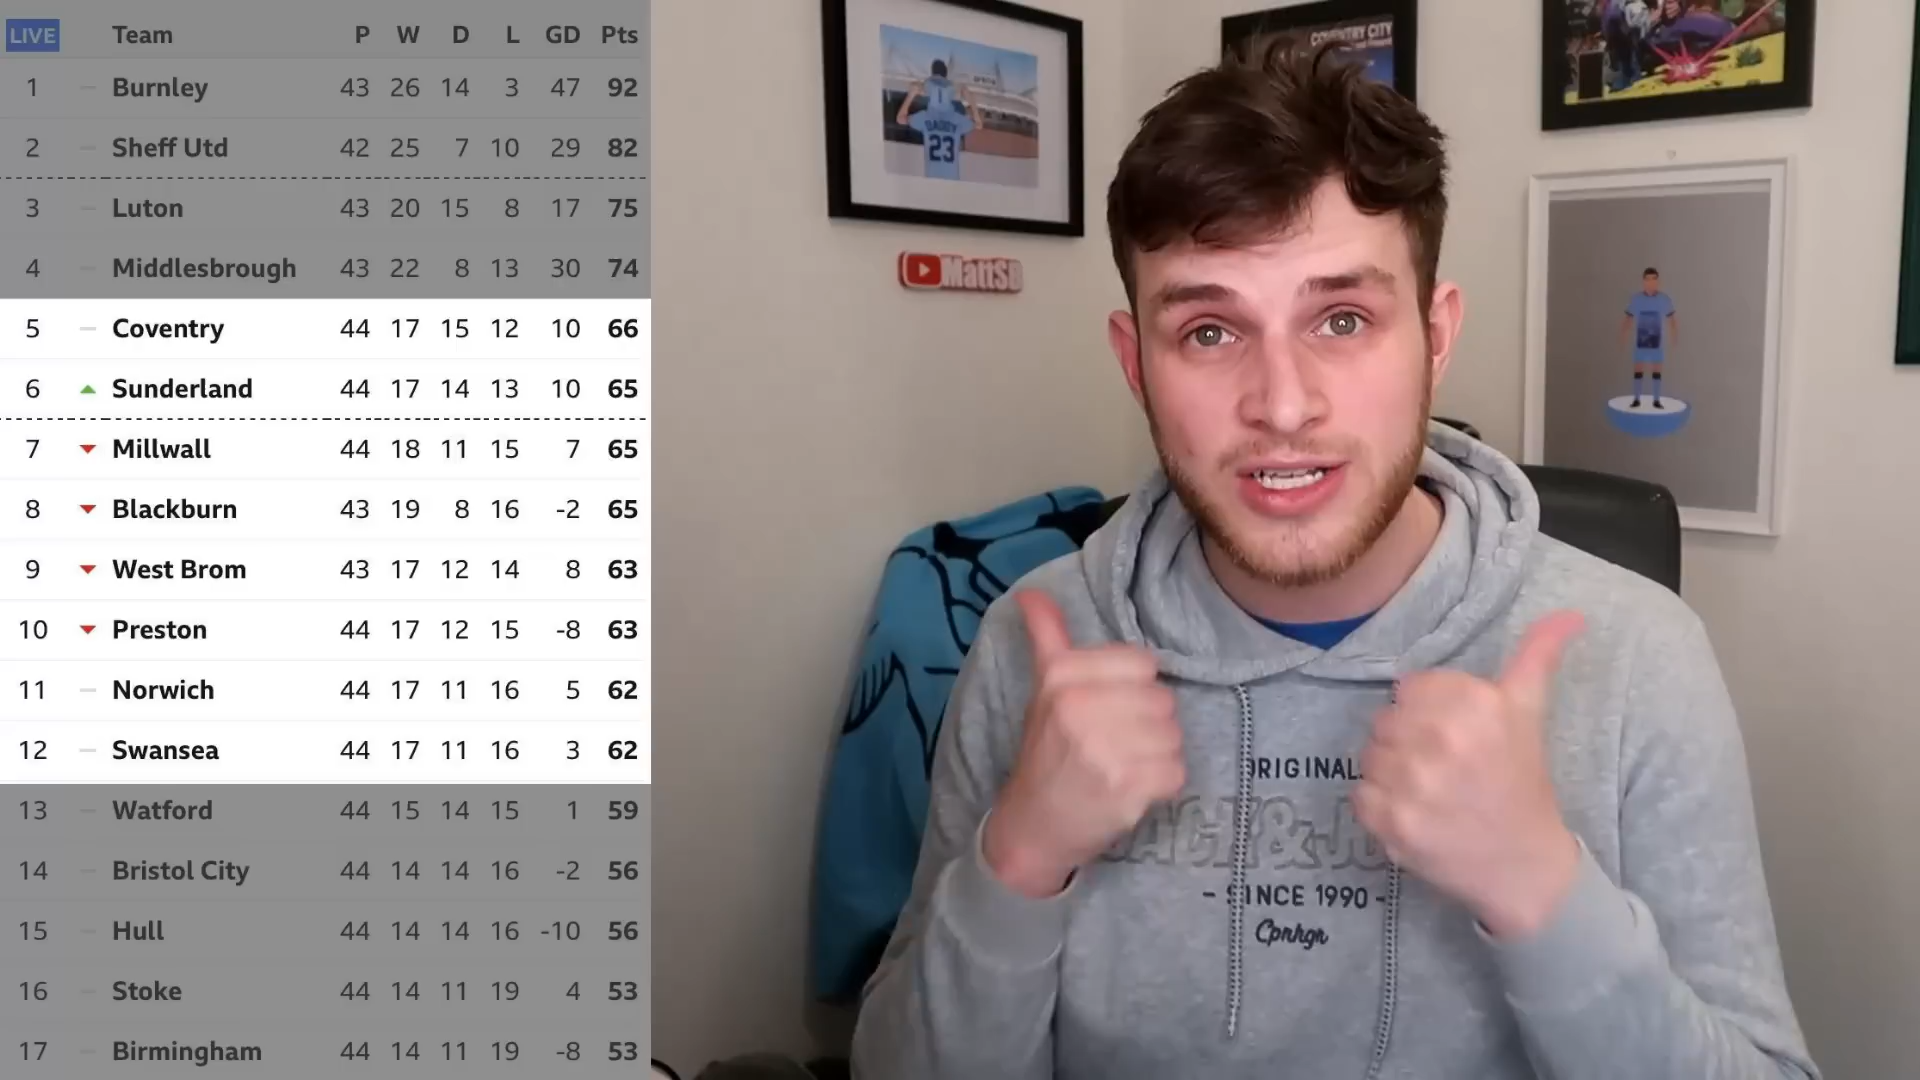 LIVE Team P W D L GD Pts
1 Burnley 43 26 14 3 47 92
2 Sheff Utd 42 25 7 10 29 82
3 Luton 43 20 15 8 17 75
4 Middlesbrough 43 22 8 13 30 74
5 Coventry 44 17 15 12 10 66
6 Sunderland 44 17 14 13 10 65
7 Millwall 44 18 11 15 7 65
8 Blackburn 43 19 8 16 -2 65
9 West Brom 43 17 12 14 8 63
10 Preston 44 17 12 15 -8 63
11 Norwich 44 17 11 16 5 62
12 Swansea 44 17 11 16 3 62
13 Watford 44 15 14 15 1 59
14 Bristol City 44 14 14 16 -2 56
15 Hull 44 14 14 16 -10 56
16 Stoke 44 14 11 19 4 53
17 Birmingham 44 14 11 19 -8 53
COVENTRY CITY
DADDY
23
MattSB
ORIGINAL
ACK& J
- SINCE 1990 -
Cpnhgn